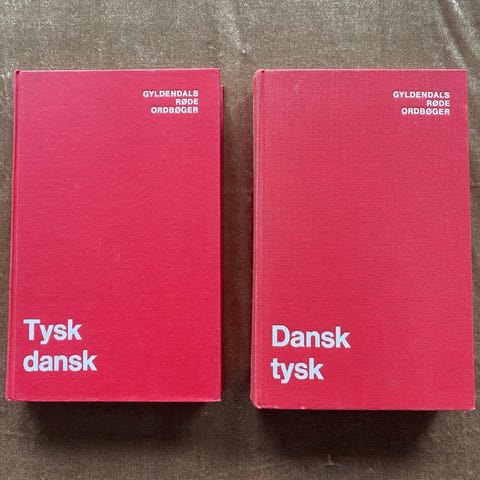 GYLDENDALS
RØDE
ORDBØGER
Tysk
dansk
GYLDENDALS
RØDE
ORDBØGER
Dansk
tysk